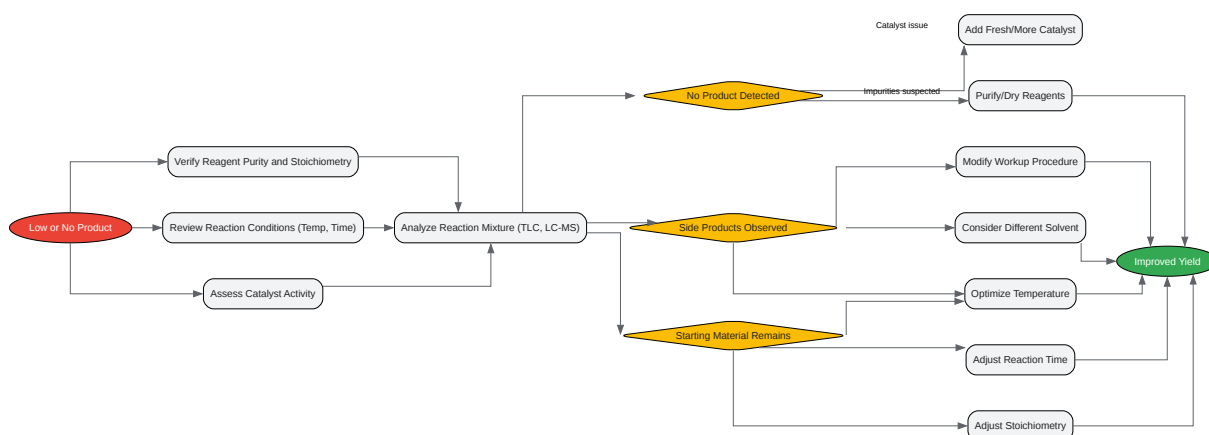 Catalyst issue
Add Fresh/More Catalyst
No Product Detected
Impurities suspected
Purify/Dry Reagents
Verify Reagent Purity and Stoichiometry
Modify Workup Procedure
Low or No Product
Review Reaction Conditions (Temp, Time)
Analyze Reaction Mixture (TLC, LC-MS)
Side Products Observed
Consider Different Solvent
Improved Yield
Assess Catalyst Activity
Optimize Temperature
Starting Material Remains
Adjust Reaction Time
Adjust Stoichiometry